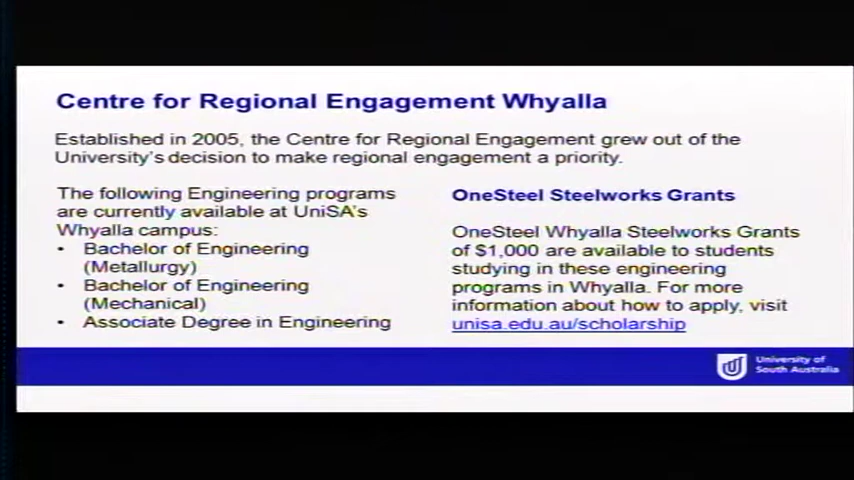 Centre for Regional Engagement Whyalla
Established in 2005, the Centre for Regional Engagement grew out of the
University's decision to make regional engagement a priority.
The following Engineering programs
are currently available at UniSA's
Whyalla campus:
• Bachelor of Engineering
(Metallurgy)
• Bachelor of Engineering
(Mechanical)
• Associate Degree in Engineering
OneSteel Steelworks Grants
OneSteel Whyalla Steelworks Grants
of $1,000 are available to students
studying in these engineering
programs in Whyalla. For more
information about how to apply, visit
unisa.edu.au/scholarship
University of
South Australia